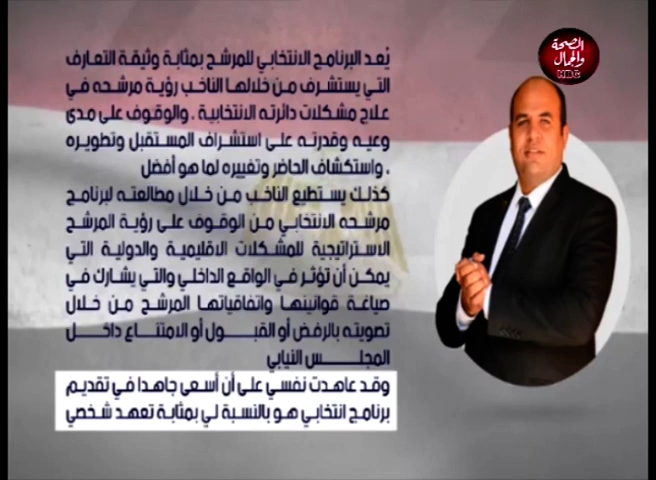 الصحة
والجمال
HBC
يُعد البرنامج الانتخابي للمرشح بمثابة وثيقة التعارف
التي يستشرف من خلالها الناخب رؤية مرشحه في
علاج مشكلات دائرته الانتخابية ، والوقوف على مدى
وعيه وقدرته على استشراف المستقبل وتطويره
، واستكشاف الحاضر وتغييره لما هو أفضل
كذلك يستطيع الناخب من خلال مطالعته لبرنامج
مرشحه الانتخابي من الوقوف على رؤية المرشح
الاستراتيجية للمشكلات الاقليمية والدولية التي
يمكن أن تؤثر في الواقع الداخلي والتي يشارك في
صياغة قوانينها واتفاقياتها المرشح من خلال
تصويته بالرفض أو القبول أو الامتناع داخل
المجلس النيابي
وقد عاهدت نفسي على أن أسعى جاهدا في تقديم
برنامج انتخابي هو بالنسبة لي بمثابة تعهد شخصي